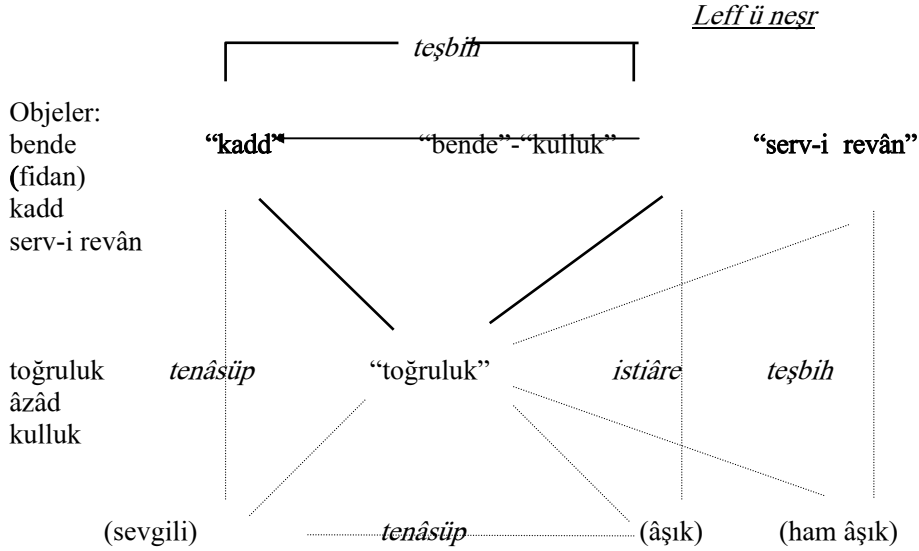 Leff ü neşr
teşbih
Objeler:
bende “kadd” “bende”-“kulluk” “serv-i revân”
(fidan)
kadd
serv-i revân
toğruluk tenâsüp “toğruluk” istiâre teşbih
âzâd
kulluk
(sevgili) tenâsüp (âşık) (ham âşık)